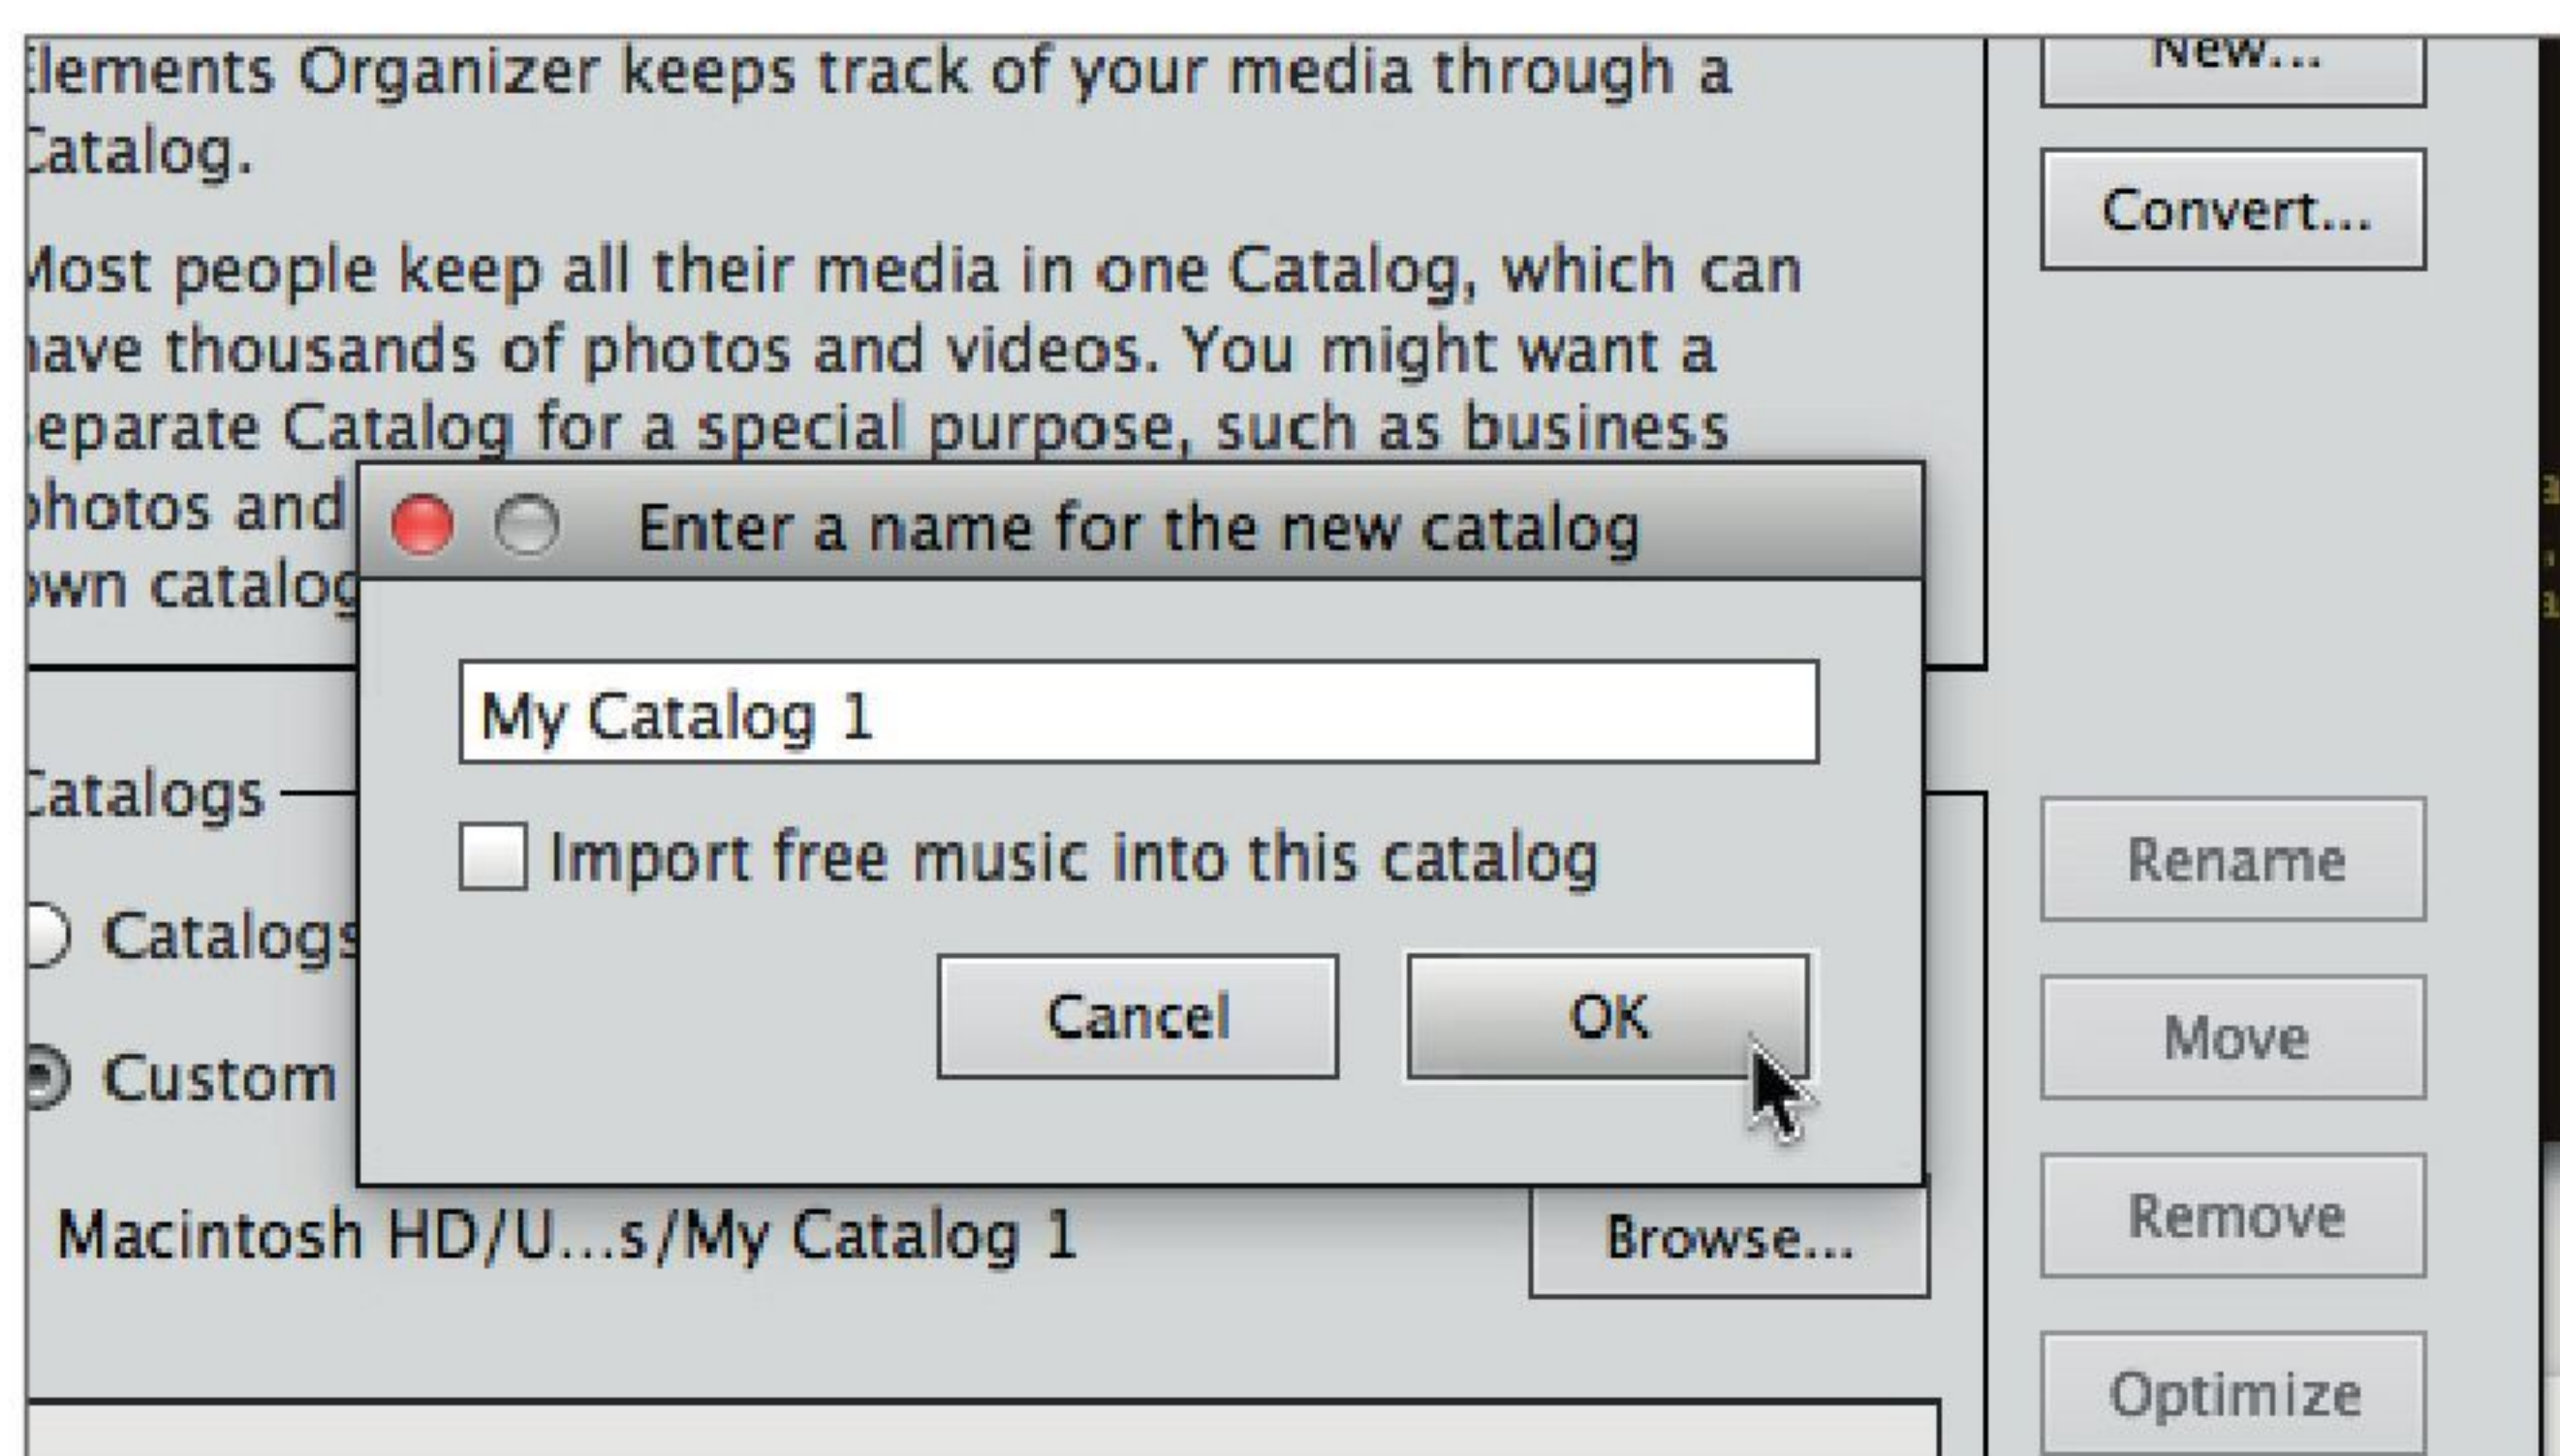 Elements Organizer keeps track of your media through a
Catalog.
Most people keep all their media in one Catalog, which can
have thousands of photos and videos. You might want a
separate Catalog for a special purpose, such as business
photos and
own catalog
New...
Convert...
Enter a name for the new catalog
My Catalog 1
Import free music into this catalog
Cancel
OK
Catalogs
Catalogs
Custom
Macintosh HD/U...s/My Catalog 1
Browse...
Rename
Move
Remove
Optimize